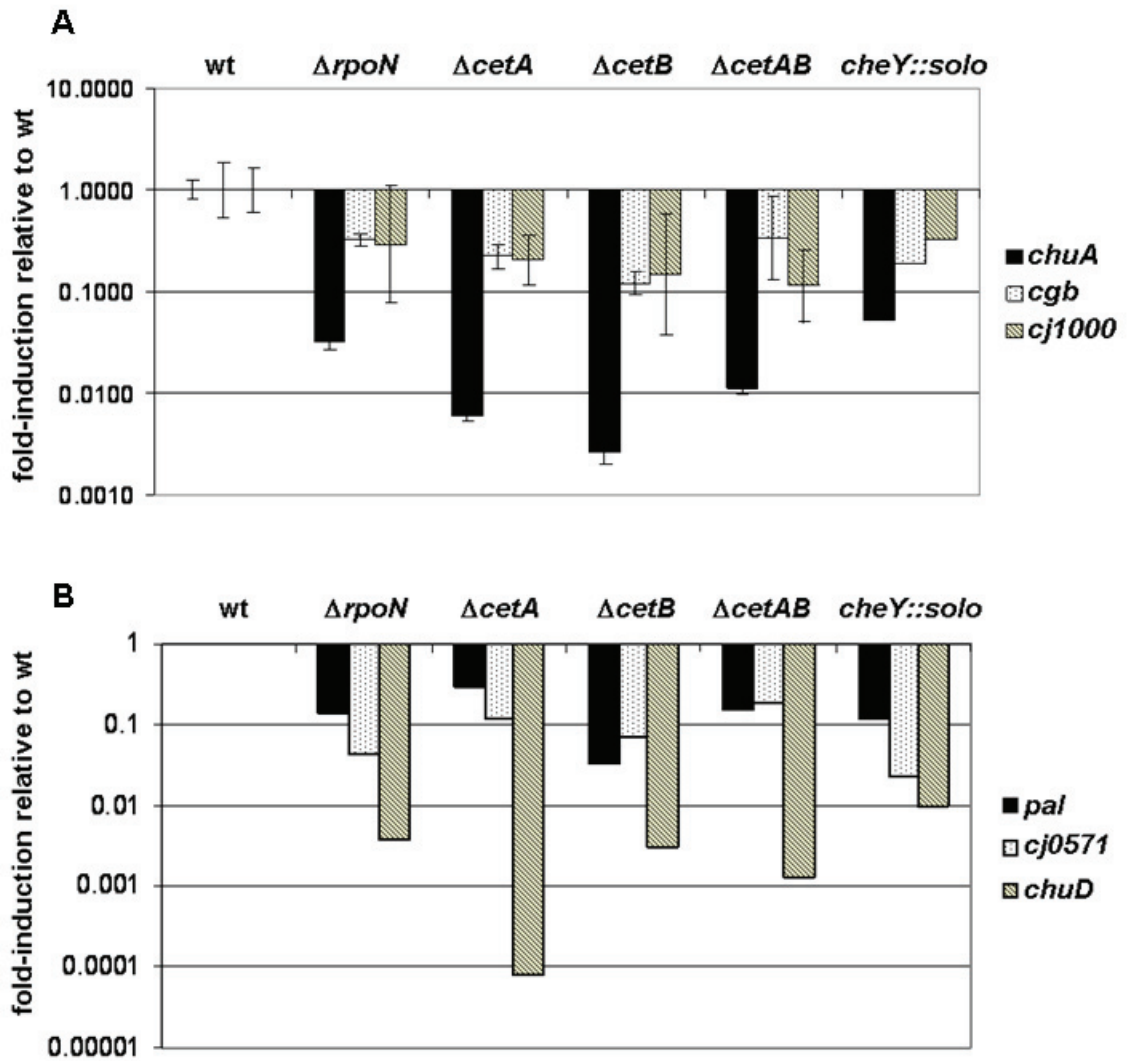 A
wt ΔrpoN ΔcetA ΔcetB ΔcetAB cheY::solo
fold-induction relative to wt
10.0000
1.0000
0.1000
0.0100
0.0010
chuA
cgb
cj1000
B
wt ΔrpoN ΔcetA ΔcetB ΔcetAB cheY::solo
fold-induction relative to wt
1
0.1
0.01
0.001
0.0001
0.00001
pal
cj0571
chuD